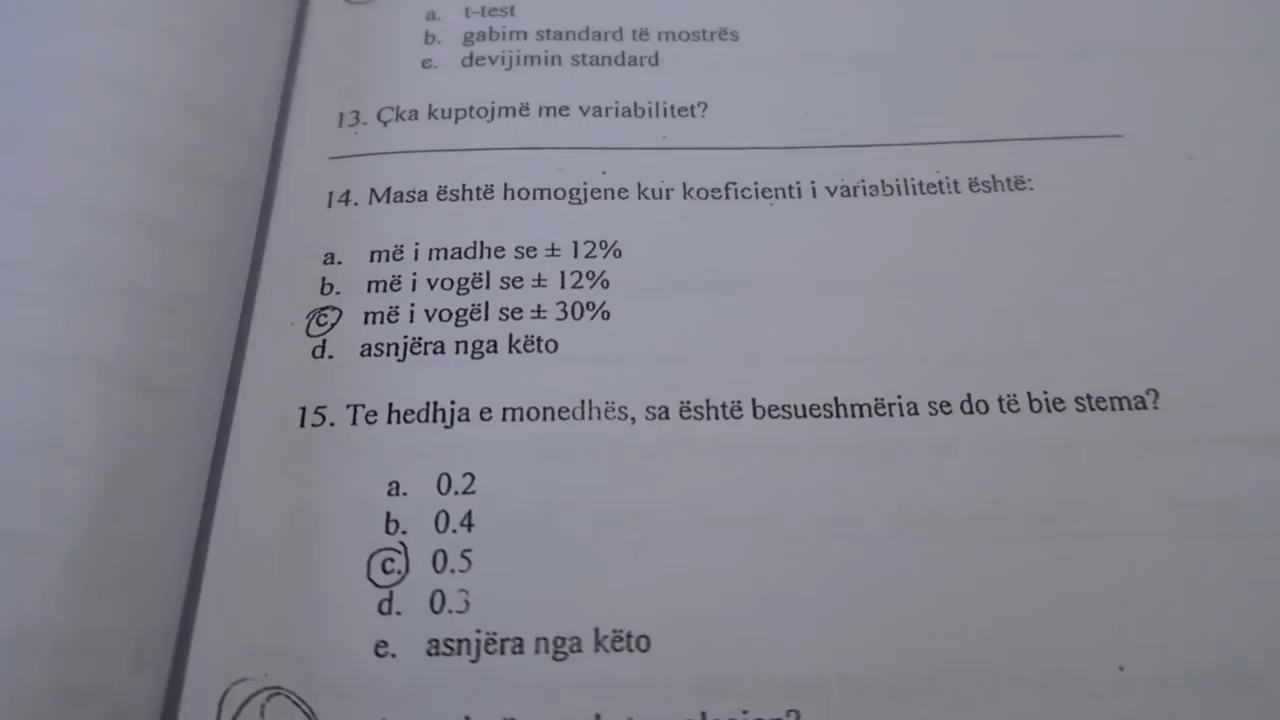 a. t-test
b. gabim standard të mostrës
e. devijimin standard
13. Çka kuptojmë me variabilitet?
14. Masa është homogjene kur koeficienti i variabilitetit është:
a. më i madhe se ± 12%
b. më i vogël se ± 12%
c. më i vogël se ± 30%
d. asnjëra nga këto
15. Te hedhja e monedhës, sa është besueshmëria se do të bie stema?
a. 0.2
b. 0.4
c. 0.5
d. 0.3
e. asnjëra nga këto